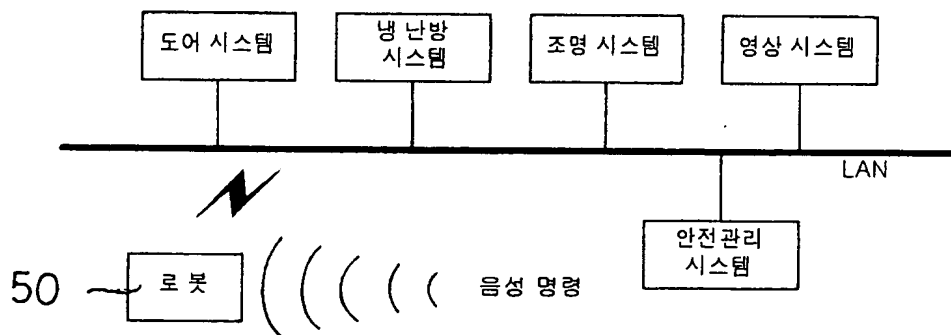 도어 시스템
냉 난방
시스템
조명 시스템
영상 시스템
LAN
안전관리
시스템
50
로봇
음성 명령